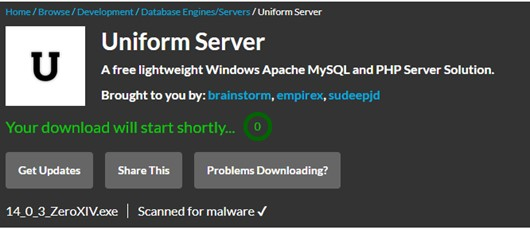 Home / Browse / Development / Database Engines/Servers / Uniform Server
U
Uniform Server
A free lightweight Windows Apache MySQL and PHP Server Solution.
Brought to you by: brainstorm, empirex, sudeepjd
Your download will start shortly... 0
Get Updates Share This Problems Downloading?
14_0_3_ZeroXIV.exe | Scanned for malware ✓